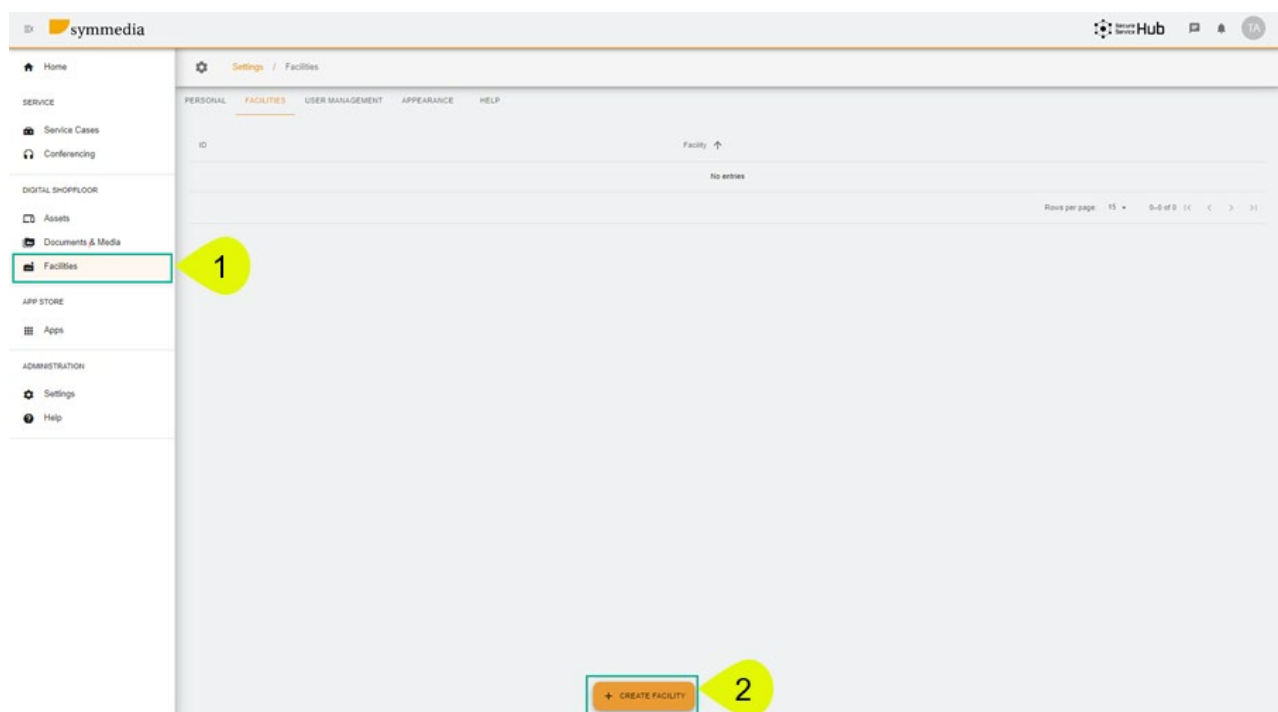 symmedia
Secure Service Hub
TA
Home
Settings / Facilities
SERVICE
PERSONAL FACILITIES USER MANAGEMENT APPEARANCE HELP
Service Cases
Conferencing
ID Facility
No entries
DIGITAL SHOPFLOOR
Rows per page: 15 0-0 of 0
Assets
Documents & Media
Facilities
1
APP STORE
Apps
ADMINISTRATION
Settings
Help
+ CREATE FACILITY
2